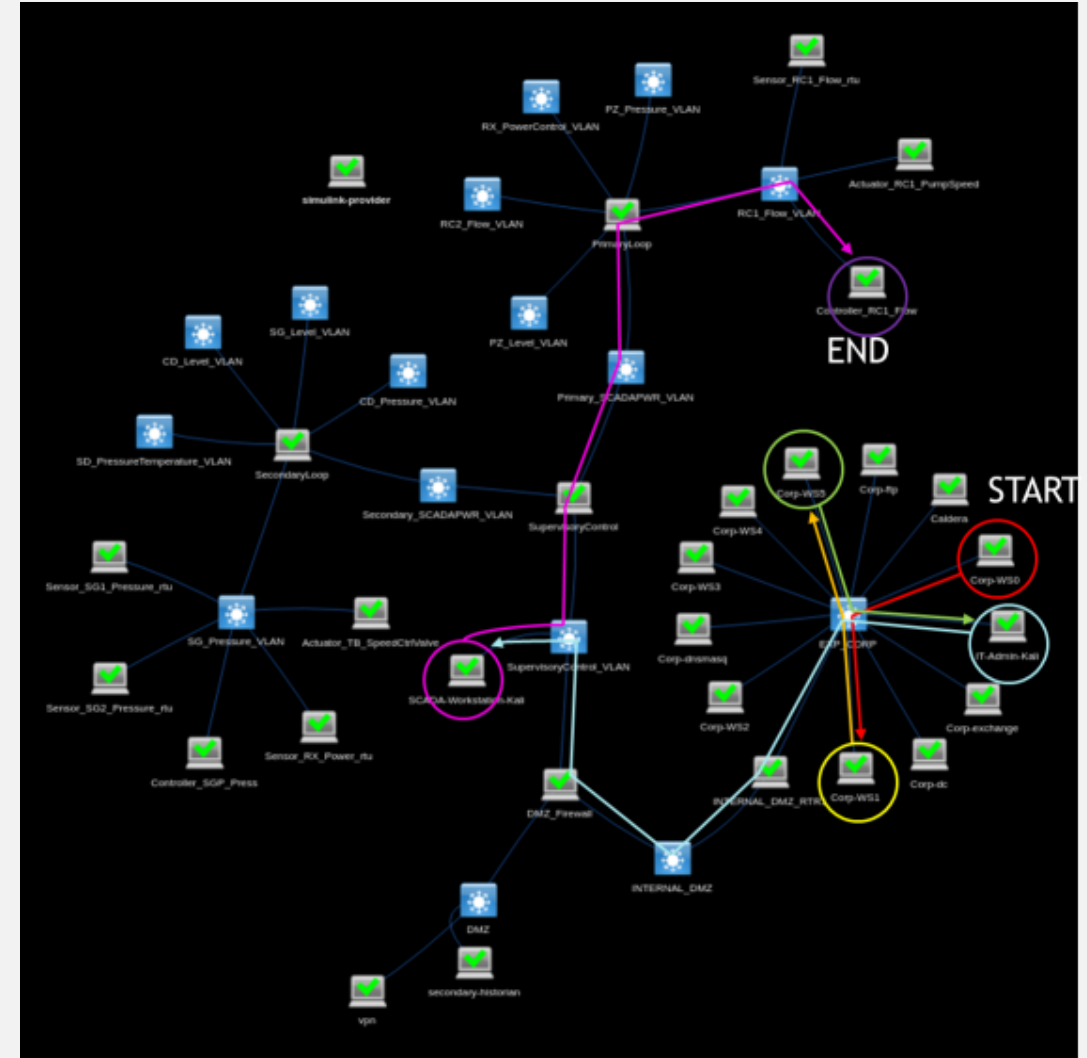 Sensor_RC1_Flow_rtu
PZ_Pressure_VLAN
RX_PowerControl_VLAN
Actuator_RC1_PumpSpeed
simulink-provider
RC1_Flow_VLAN
RC2_Flow_VLAN
PrimaryLoop
Controller_RC1_Flow
SG_Level_VLAN
PZ_Level_VLAN
END
CD_Level_VLAN
Primary_SCADAPWR_VLAN
CD_Pressure_VLAN
SD_PressureTemperature_VLAN
SecondaryLoop
Corp-WS5
Corp-ftp
START
Secondary_SCADAPWR_VLAN
Caldera
SupervisoryControl
Corp-WS4
Corp-WS0
Sensor_SG1_Pressure_rtu
Corp-WS3
SG_Pressure_VLAN
Actuator_TB_SpeedCtrlValve
EXP_CORP
IT-Admin-Kali
Corp-dnsmasq
SupervisoryControl_VLAN
SCADA-Workstation-Kali
Sensor_SG2_Pressure_rtu
Corp-WS2
Corp-exchange
Sensor_RX_Power_rtu
Controller_SGP_Press
Corp-dc
Corp-WS1
INTERNAL_DMZ_RTR
DMZ_Firewall
INTERNAL_DMZ
DMZ
secondary-historian
vpn